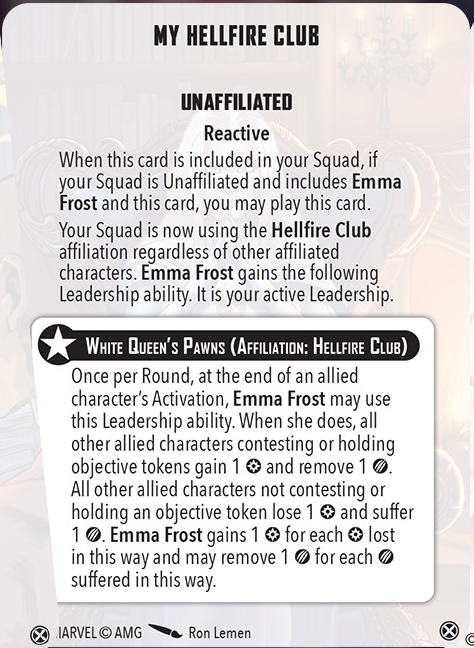 MY HELLFIRE CLUB
UNAFFILIATED
Reactive
When this card is included in your Squad, if
your Squad is Unaffiliated and includes Emma
Frost and this card, you may play this card.
Your Squad is now using the Hellfire Club
affiliation regardless of other affiliated
characters. Emma Frost gains the following
Leadership ability. It is your active Leadership.
WHITE QUEEN'S PAWNS (AFFILIATION: HELLFIRE CLUB)
Once per Round, at the end of an allied
character's Activation, Emma Frost may use
this Leadership ability. When she does, all
other allied characters contesting or holding
objective tokens gain 1 and remove 1 .
All other allied characters not contesting or
holding an objective token lose 1 and suffer
1 . Emma Frost gains 1 for each lost
in this way and may remove 1 for each
suffered in this way.
IARVEL © AMG Ron Lemen
©